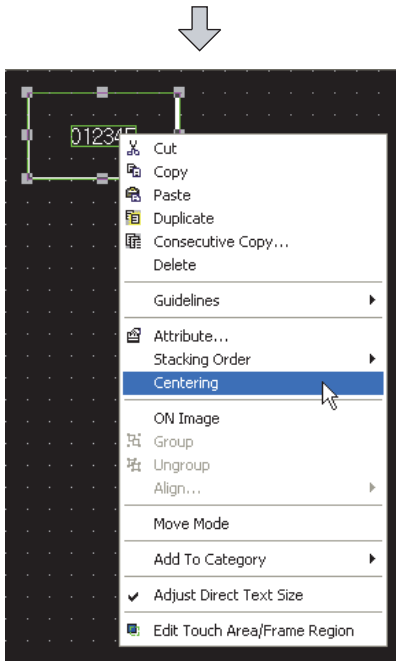 012345
Cut
Copy
Paste
Duplicate
Consecutive Copy...
Delete
Guidelines
Attribute...
Stacking Order
Centering
ON Image
Group
Ungroup
Align...
Move Mode
Add To Category
Adjust Direct Text Size
Edit Touch Area/Frame Region